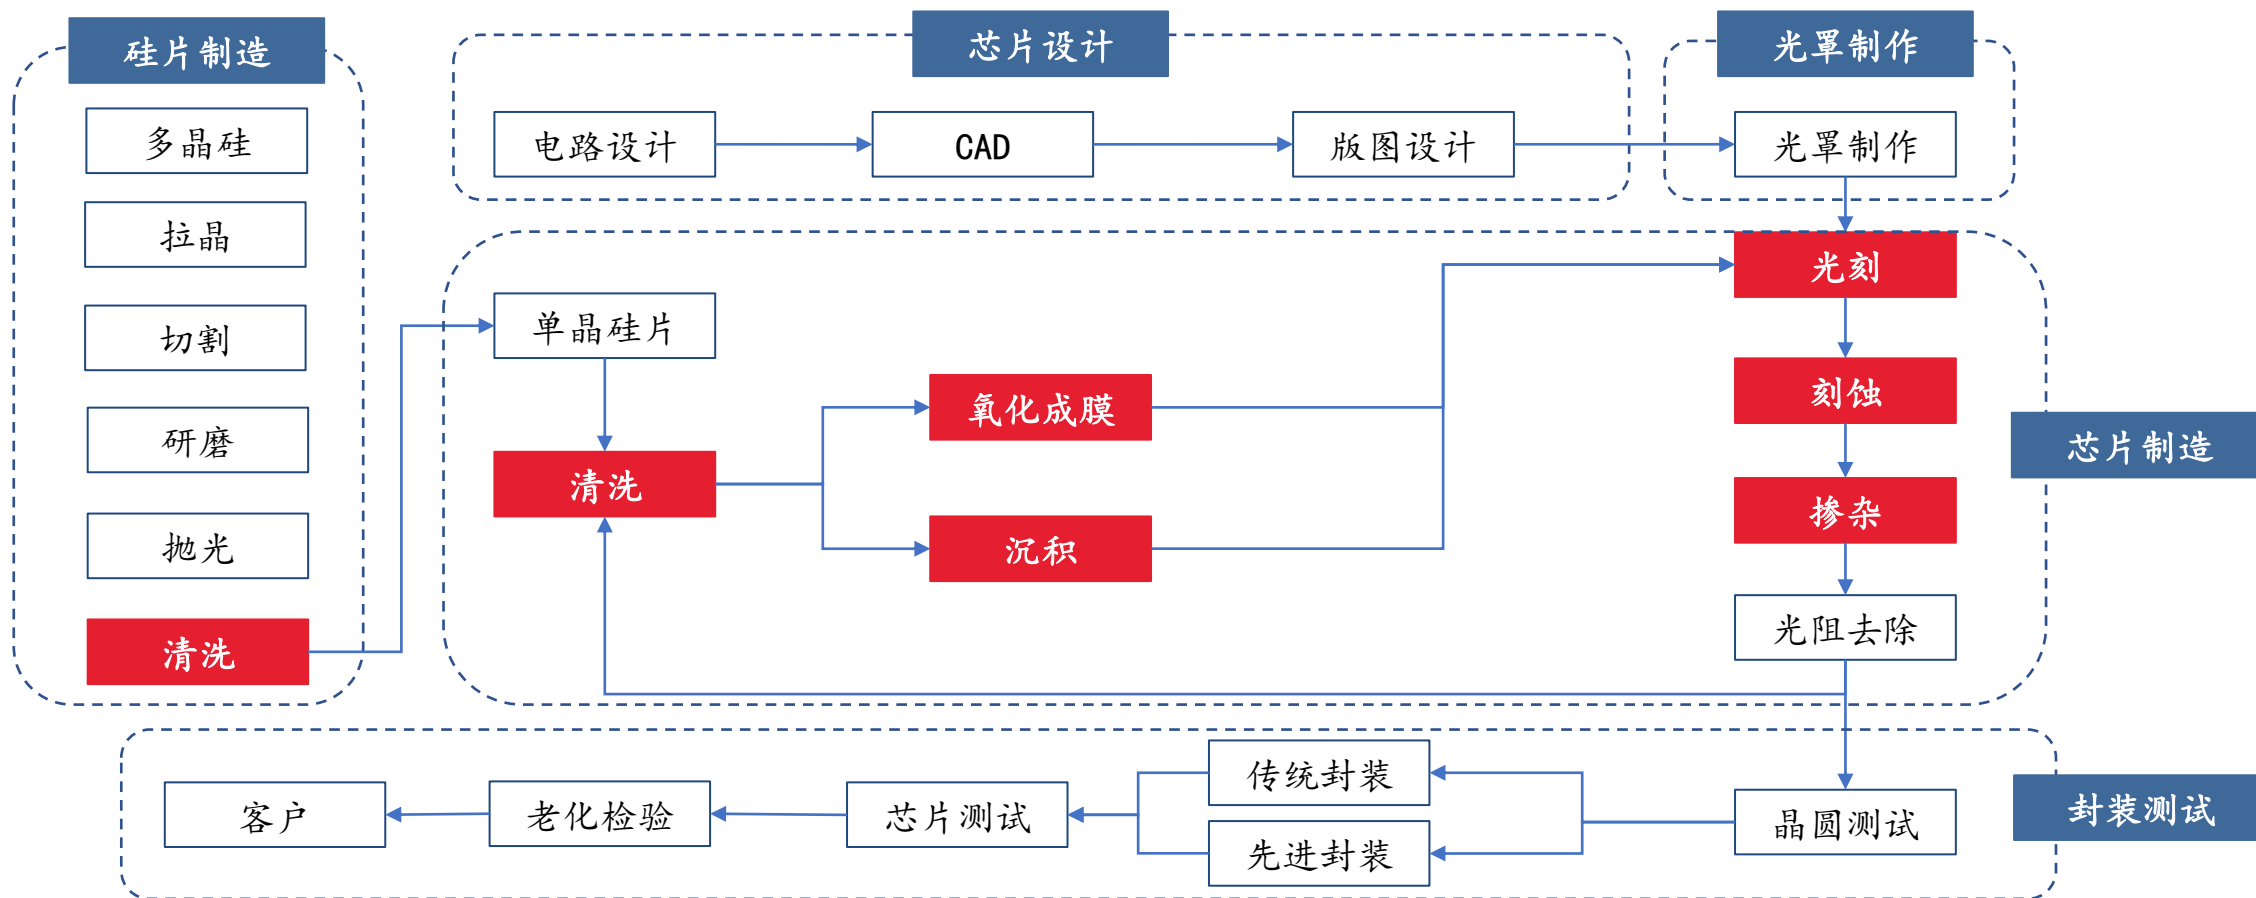 硅片制造
多晶硅
拉晶
切割
研磨
抛光
清洗
芯片设计
电路设计
CAD
版图设计
光罩制作
光罩制作
芯片制造
单晶硅片
清洗
氧化成膜
沉积
光刻
刻蚀
掺杂
光阻去除
封装测试
晶圆测试
传统封装
先进封装
芯片测试
老化检验
客户